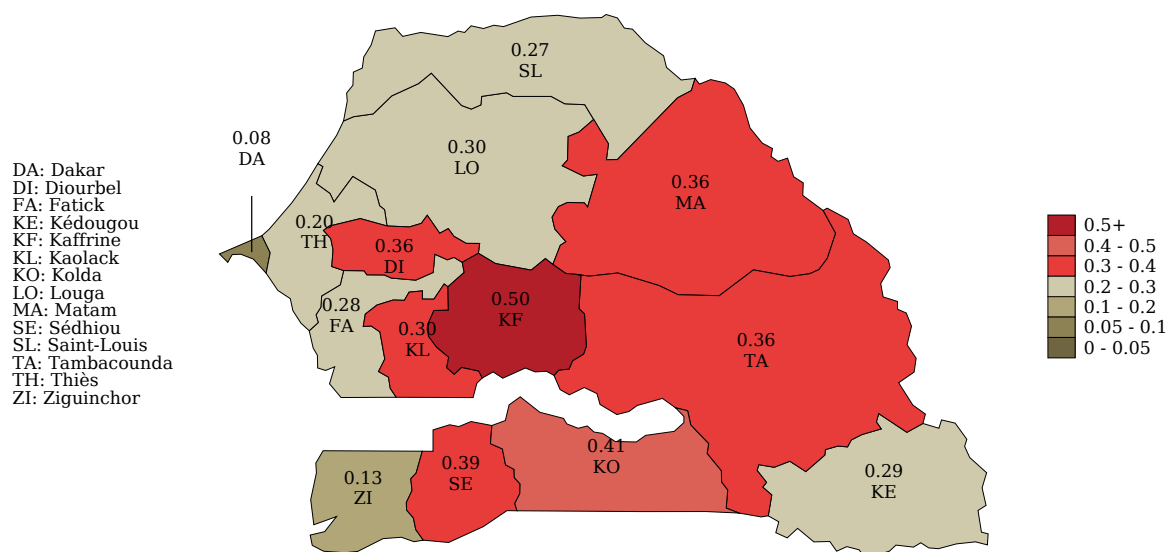 0.27
SL
0.08
DA
0.30
LO
DA: Dakar
DI: Diourbel
FA: Fatick
KE: Kédougou
KF: Kaffrine
KL: Kaolack
KO: Kolda
LO: Louga
MA: Matam
SE: Sédhiou
SL: Saint-Louis
TA: Tambacounda
TH: Thiès
ZI: Ziguinchor
0.36
MA
0.20
TH
0.36
DI
0.28
FA
0.30
KL
0.50
KF
0.36
TA
0.5+
0.4 - 0.5
0.3 - 0.4
0.2 - 0.3
0.1 - 0.2
0.05 - 0.1
0 - 0.05
0.13
ZI
0.39
SE
0.41
KO
0.29
KE